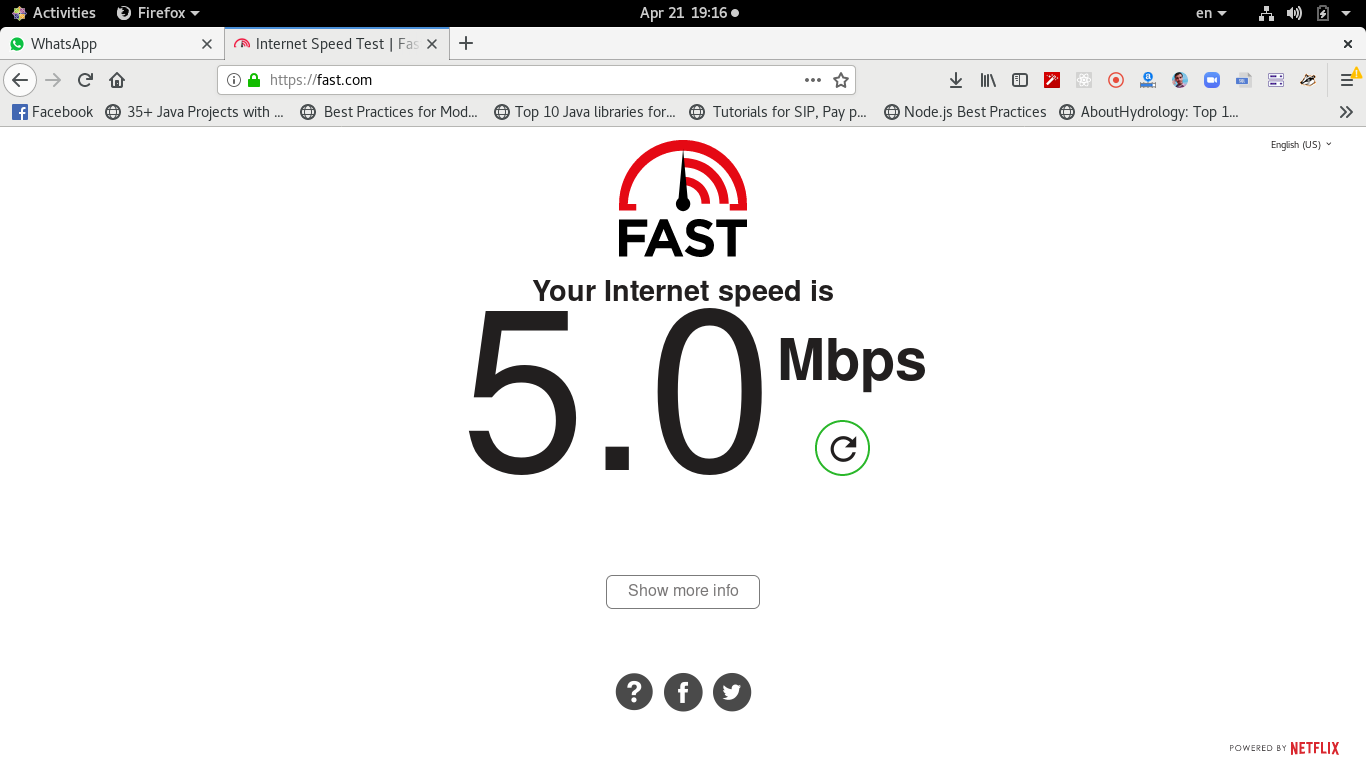 Activities Firefox Apr 21 19:16 en
WhatsApp Internet Speed Test | Fas
https://fast.com
Facebook 35+ Java Projects with ... Best Practices for Mod... Top 10 Java libraries for... Tutorials for SIP, Pay p... Node.js Best Practices AboutHydrology: Top 1...
English (US)
FAST
Your Internet speed is
5.0 Mbps
Show more info
POWERED BY NETFLIX